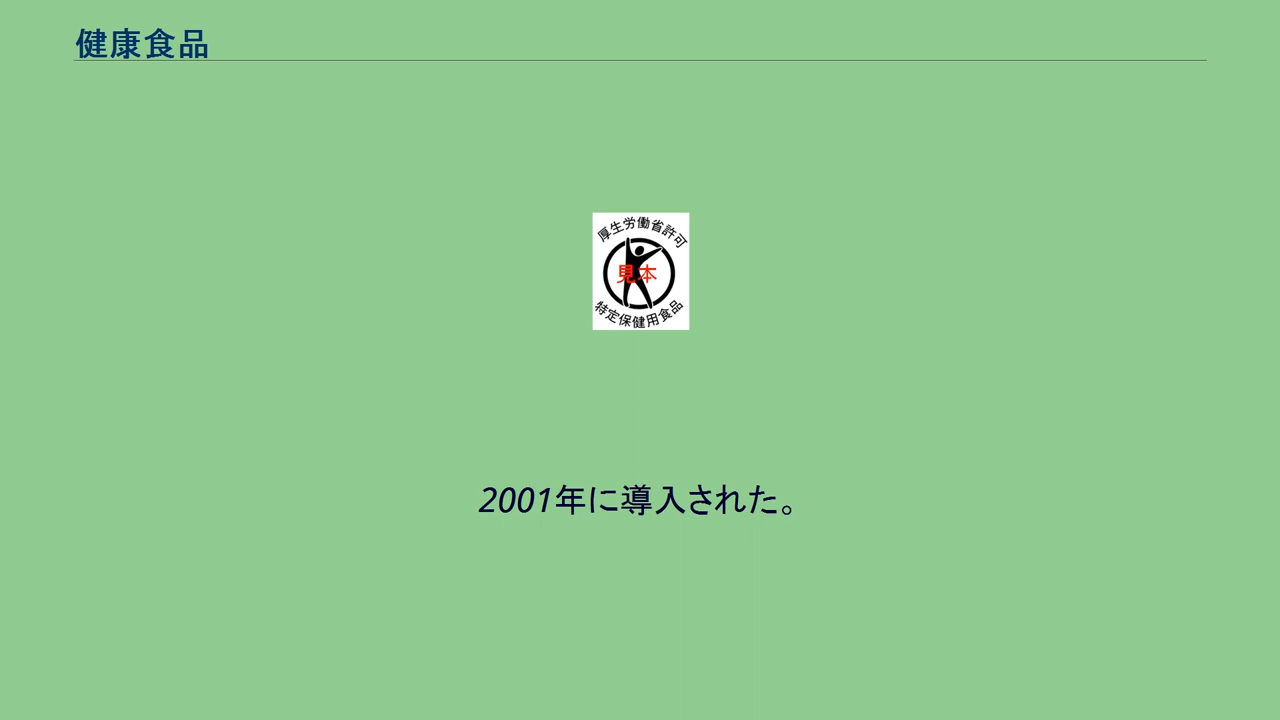 健康食品
厚生労働省許可
見本
特定保健用食品
2001年に導入された。